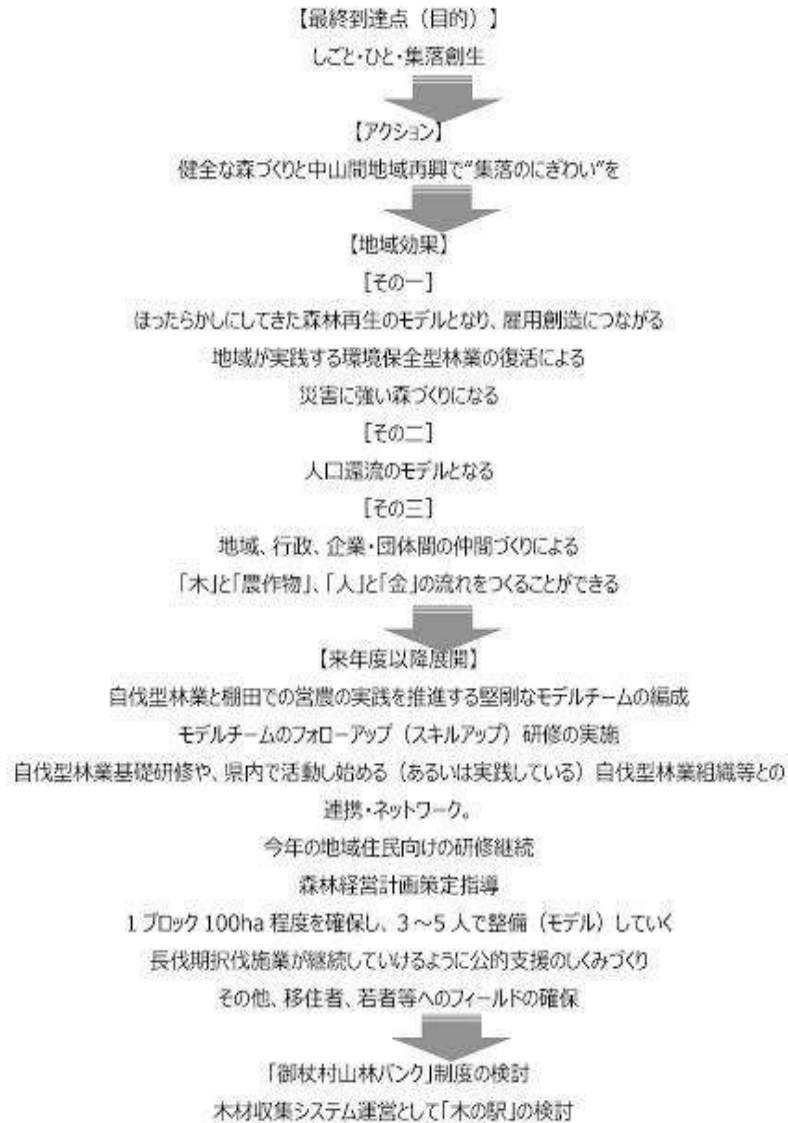 【最終到達点（目的）】
しごと・ひと・集落創生
【アクション】
健全な森づくりと中山間地域再興で“集落のにぎわい”を
【地域効果】
［その一］
ほったらかしにしてきた森林再生のモデルとなり、雇用創造につながる
地域が実践する環境保全型林業の復活による
災害に強い森づくりになる
［その二］
人口還流のモデルとなる
［その三］
地域、行政、企業・団体間の仲間づくりによる
「木」と「農作物」、「人」と「金」の流れをつくることができる
【来年度以降展開】
自伐型林業と棚田での営農の実践を推進する堅剛なモデルチームの編成
モデルチームのフォローアップ（スキルアップ）研修の実施
自伐型林業基礎研修や、県内で活動し始める（あるいは実践している）自伐型林業組織等との
連携・ネットワーク。
今年の地域住民向けの研修継続
森林経営計画策定指導
1 ブロック 100ha 程度を確保し、3～5 人で整備（モデル）していく
長伐期択伐施業が継続していけるように公的支援のしくみづくり
その他、移住者、若者等へのフィールドの確保
「御杖村山林バンク」制度の検討
木材収集システム運営として「木の駅」の検討